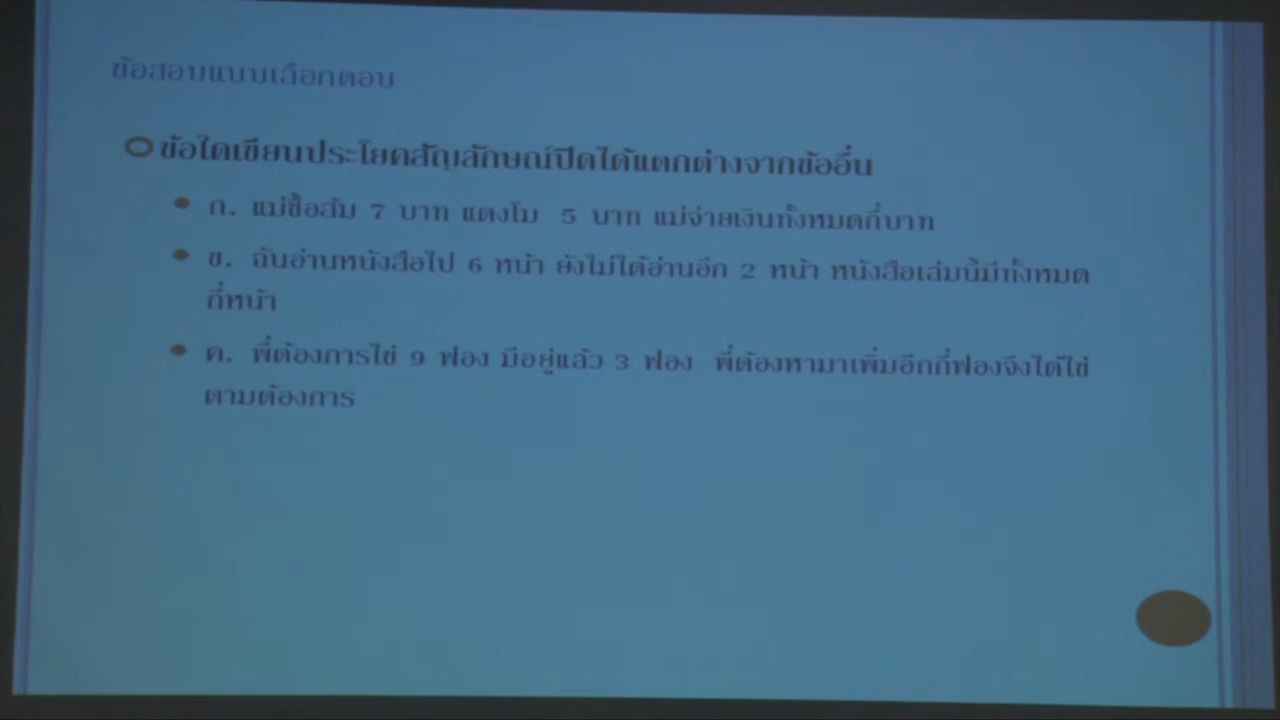 ข้อสอบแบบเลือกตอบ
ข้อใดเขียนประโยคสัญลักษณ์ปิดได้แตกต่างจากข้ออื่น
ก. แม่ซื้อส้ม 7 บาท แตงโม 5 บาท แม่จ่ายเงินทั้งหมดกี่บาท
ข. ฉันอ่านหนังสือไป 6 หน้า ยังไม่ได้อ่านอีก 2 หน้า หนังสือเล่มนี้มีทั้งหมด
กี่หน้า
ค. พี่ต้องการไข่ 9 ฟอง มีอยู่แล้ว 3 ฟอง พี่ต้องหามาเพิ่มอีกกี่ฟองจึงได้ไข่
ตามต้องการ